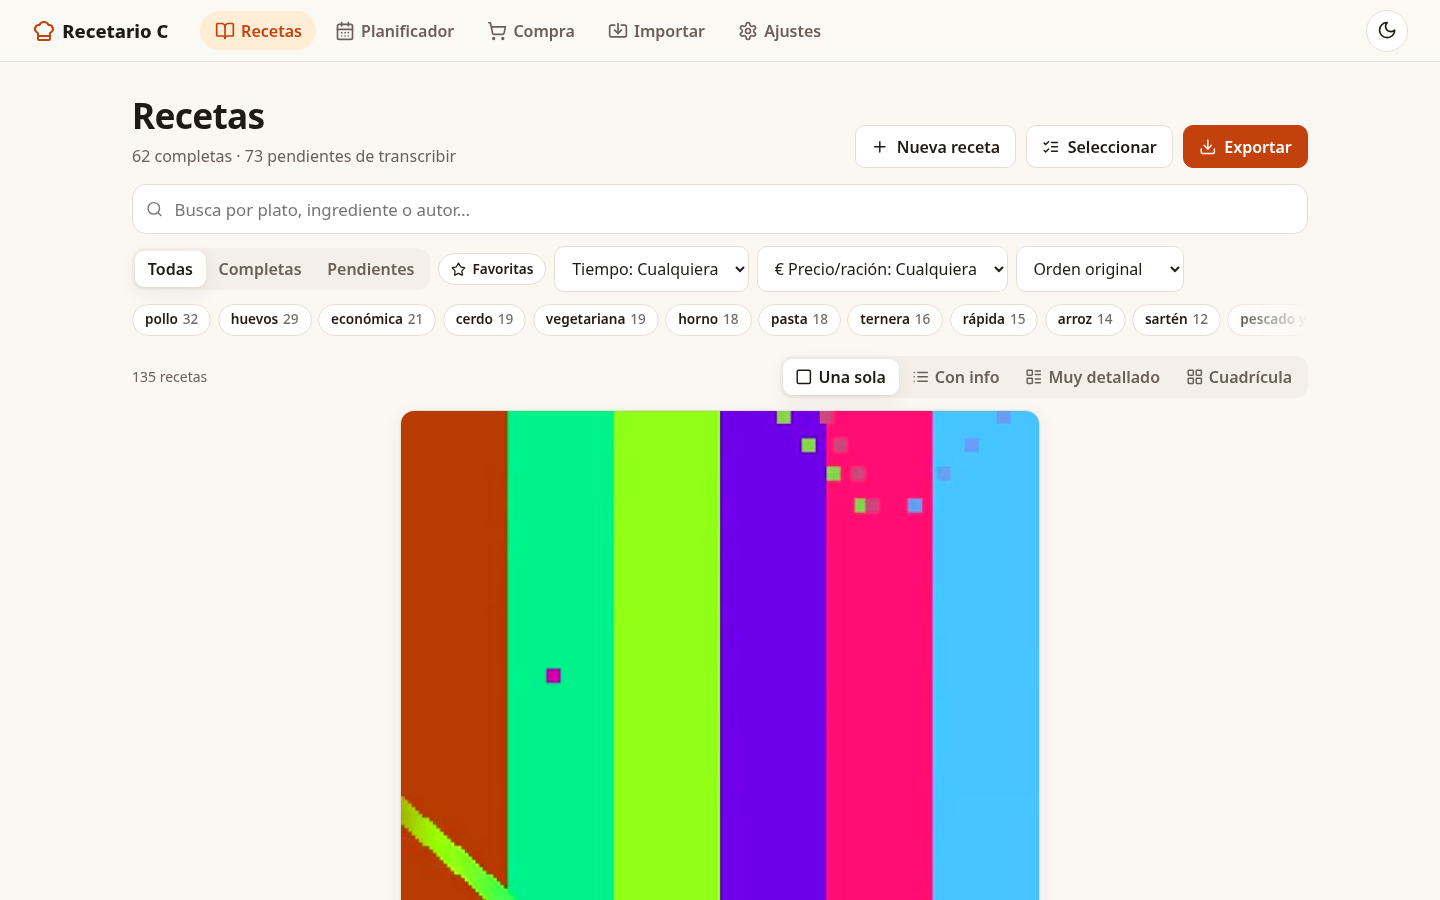 Recetario C
Recetas
Planificador
Compra
Importar
Ajustes
Recetas
62 completas · 73 pendientes de transcribir
Nueva receta
Seleccionar
Exportar
Busca por plato, ingrediente o autor...
Todas
Completas
Pendientes
Favoritas
Tiempo: Cualquiera
€ Precio/ración: Cualquiera
Orden original
pollo 32
huevos 29
económica 21
cerdo 19
vegetariana 19
horno 18
pasta 18
ternera 16
rápida 15
arroz 14
sartén 12
pescado y
135 recetas
Una sola
Con info
Muy detallado
Cuadrícula